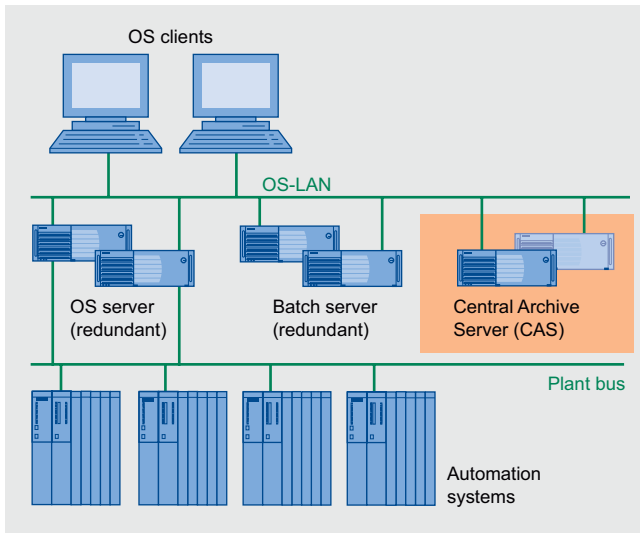 OS clients
OS-LAN
OS server
(redundant)
Batch server
(redundant)
Central Archive
Server (CAS)
Plant bus
Automation
systems